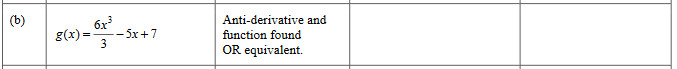 (b)
g(x) = 6x³/3 − 5x + 7
Anti-derivative and
function found
OR equivalent.